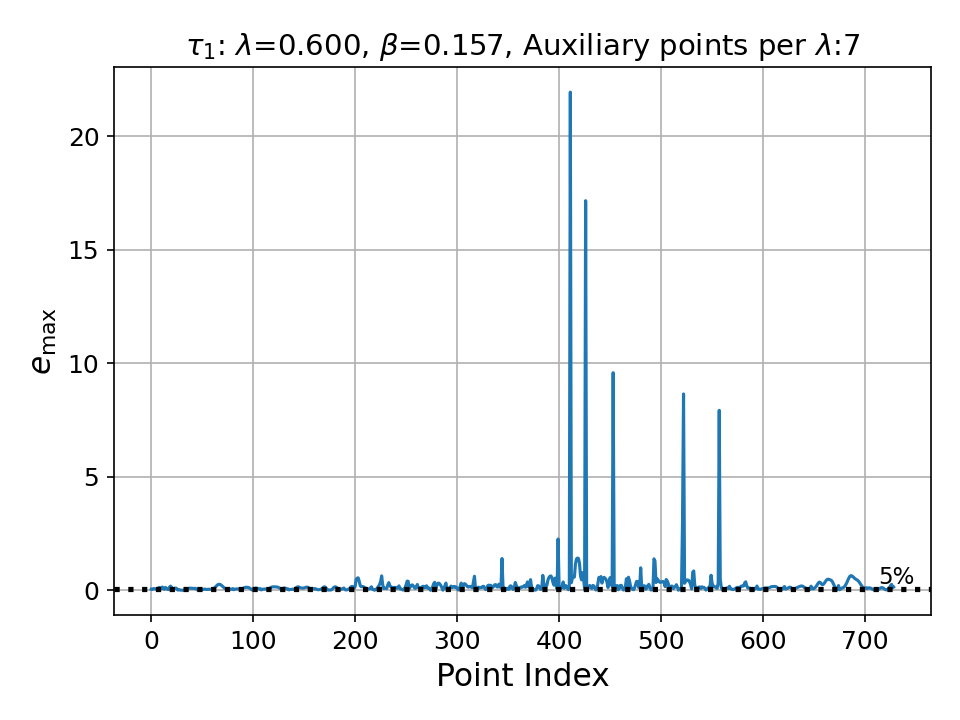 τ₁: λ=0.600, β=0.157, Auxiliary points per λ:7
e_max
20
15
10
5
0
5%
0 100 200 300 400 500 600 700
Point Index